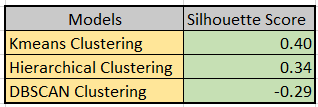 Models Silhouette Score
Kmeans Clustering 0.40
Hierarchical Clustering 0.34
DBSCAN Clustering -0.29